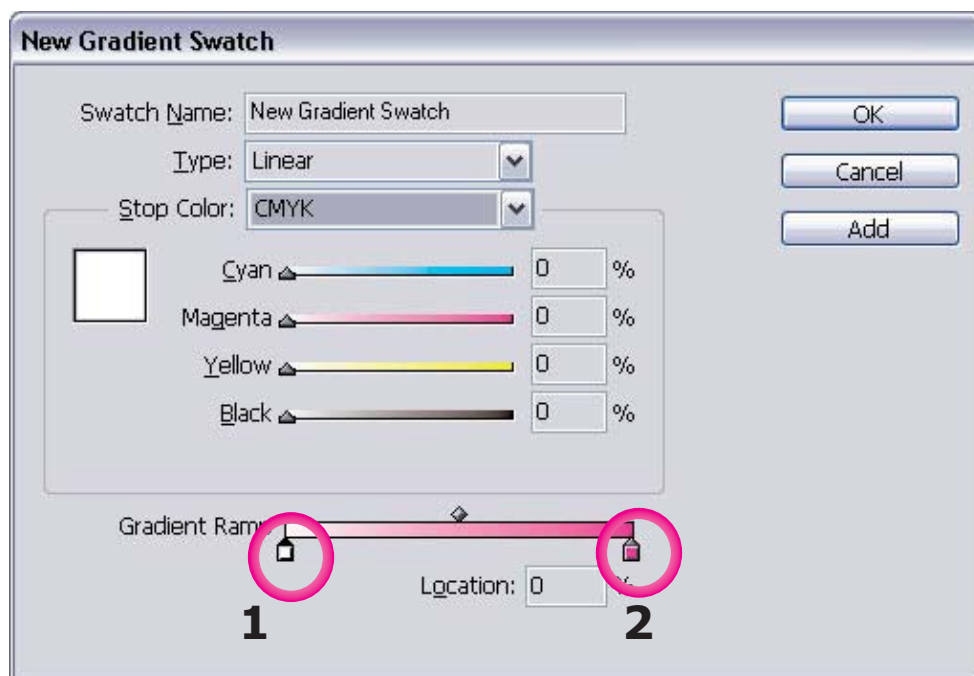 New Gradient Swatch
Swatch Name: New Gradient Swatch
OK
Type: Linear
Cancel
Stop Color: CMYK
Add
Cyan 0 %
Magenta 0 %
Yellow 0 %
Black 0 %
Gradient Ramp
Location: 0 %
1 2